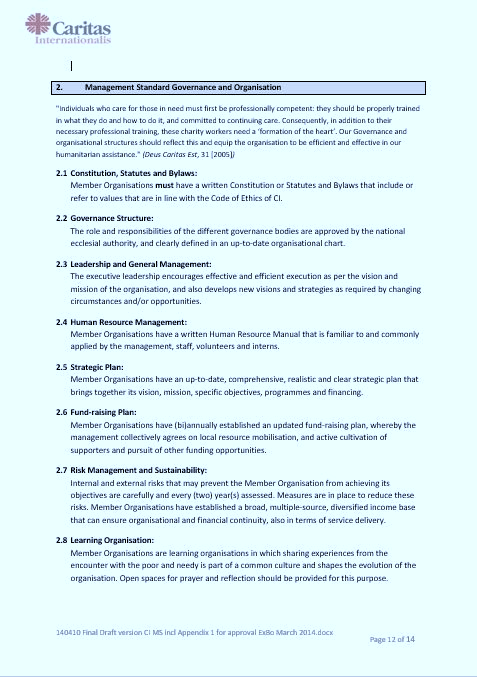 Caritas
Internationalis
2. Management Standard Governance and Organisation
"Individuals who care for those in need must first be professionally competent: they should be properly trained
in what they do and how to do it, and committed to continuing care. Consequently, in addition to their
necessary professional training, these charity workers need a 'formation of the heart'. Our Governance and
organisational structures should reflect this and equip the organisation to be efficient and effective in our
humanitarian assistance." (Deus Caritas Est, 31 [2005])
2.1 Constitution, Statutes and Bylaws:
Member Organisations must have a written Constitution or Statutes and Bylaws that include or
refer to values that are in line with the Code of Ethics of CI.
2.2 Governance Structure:
The role and responsibilities of the different governance bodies are approved by the national
ecclesial authority, and clearly defined in an up-to-date organisational chart.
2.3 Leadership and General Management:
The executive leadership encourages effective and efficient execution as per the vision and
mission of the organisation, and also develops new visions and strategies as required by changing
circumstances and/or opportunities.
2.4 Human Resource Management:
Member Organisations have a written Human Resource Manual that is familiar to and commonly
applied by the management, staff, volunteers and interns.
2.5 Strategic Plan:
Member Organisations have an up-to-date, comprehensive, realistic and clear strategic plan that
brings together its vision, mission, specific objectives, programmes and financing.
2.6 Fund-raising Plan:
Member Organisations have (bi)annually established an updated fund-raising plan, whereby the
management collectively agrees on local resource mobilisation, and active cultivation of
supporters and pursuit of other funding opportunities.
2.7 Risk Management and Sustainability:
Internal and external risks that may prevent the Member Organisation from achieving its
objectives are carefully and every (two) year(s) assessed. Measures are in place to reduce these
risks. Member Organisations have established a broad, multiple-source, diversified income base
that can ensure organisational and financial continuity, also in terms of service delivery.
2.8 Learning Organisation:
Member Organisations are learning organisations in which sharing experiences from the
encounter with the poor and needy is part of a common culture and shapes the evolution of the
organisation. Open spaces for prayer and reflection should be provided for this purpose.
140410 Final Draft version CI MS incl Appendix 1 for approval ExBo March 2014.docx
Page 12 of 14